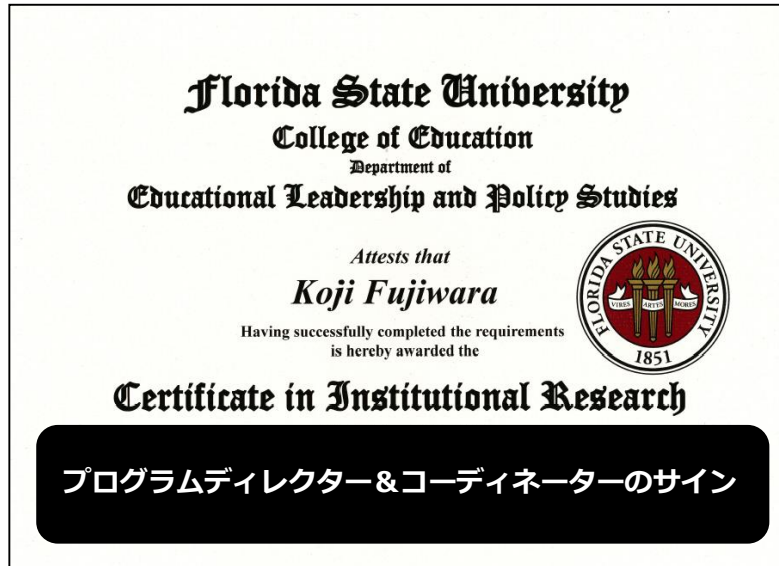 Florida State University
College of Education
Department of
Educational Leadership and Policy Studies
Attests that
Koji Fujiwara
Having successfully completed the requirements
is hereby awarded the
FLORIDA STATE UNIVERSITY
VIRES ARTES MORES
1851
Certificate in Institutional Research
プログラムディレクター＆コーディネーターのサイン